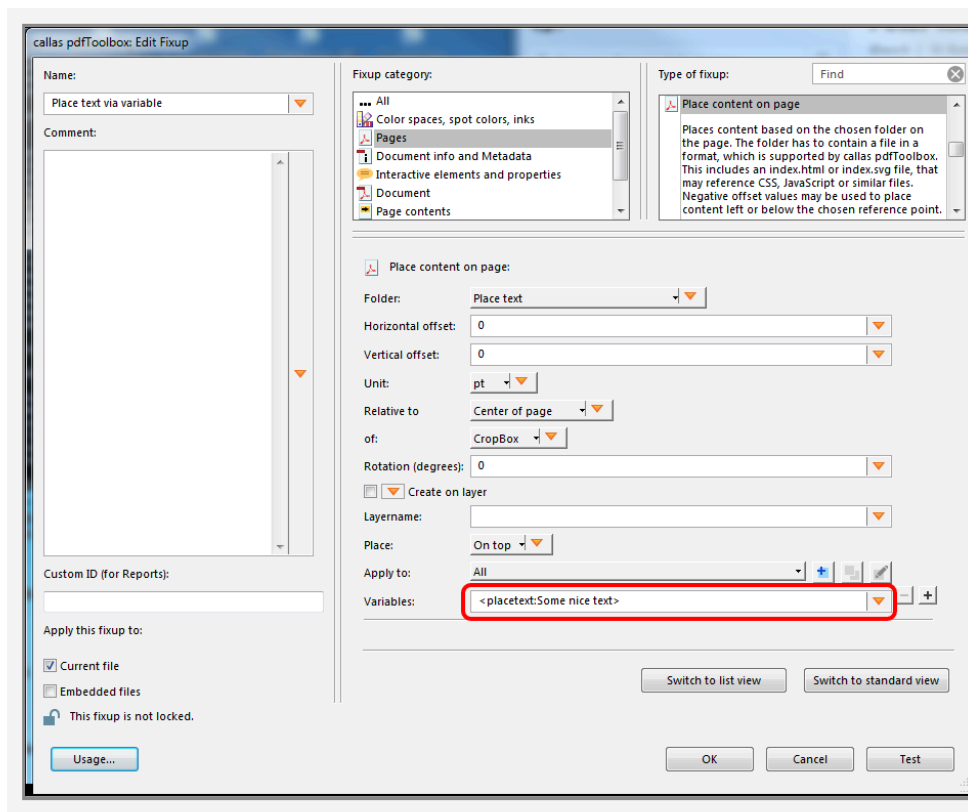 callas pdfToolbox: Edit Fixup
Name:
Place text via variable
Comment:
Custom ID (for Reports):
Apply this fixup to:
Current file
Embedded files
This fixup is not locked.
Usage...
Fixup category:
... All
Color spaces, spot colors, inks
Pages
Document info and Metadata
Interactive elements and properties
Document
Page contents
Type of fixup:
Find
Place content on page
Places content based on the chosen folder on
the page. The folder has to contain a file in a
format, which is supported by callas pdfToolbox.
This includes an index.html or index.svg file, that
may reference CSS, JavaScript or similar files.
Negative offset values may be used to place
content left or below the chosen reference point.
Place content on page:
Folder: Place text
Horizontal offset: 0
Vertical offset: 0
Unit: pt
Relative to Center of page
of: CropBox
Rotation (degrees): 0
Create on layer
Layername:
Place: On top
Apply to: All
Variables: <placetext:Some nice text>
Switch to list view Switch to standard view
OK Cancel Test